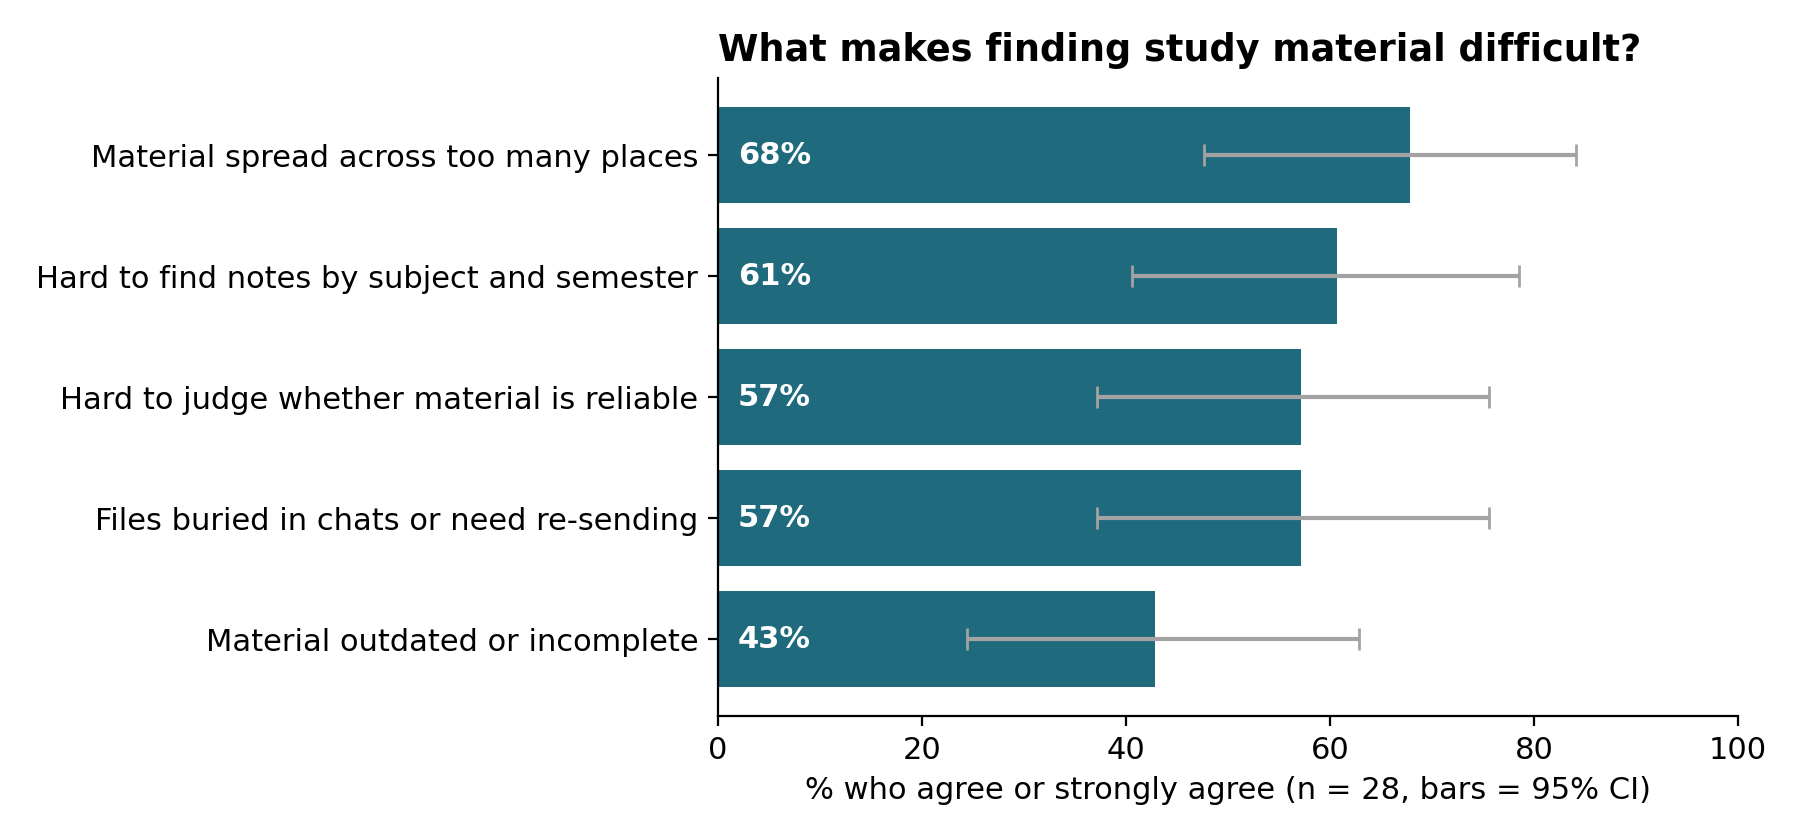 What makes finding study material difficult?
Material spread across too many places
68%
Hard to find notes by subject and semester
61%
Hard to judge whether material is reliable
57%
Files buried in chats or need re-sending
57%
Material outdated or incomplete
43%
0 20 40 60 80 100
% who agree or strongly agree (n = 28, bars = 95% CI)